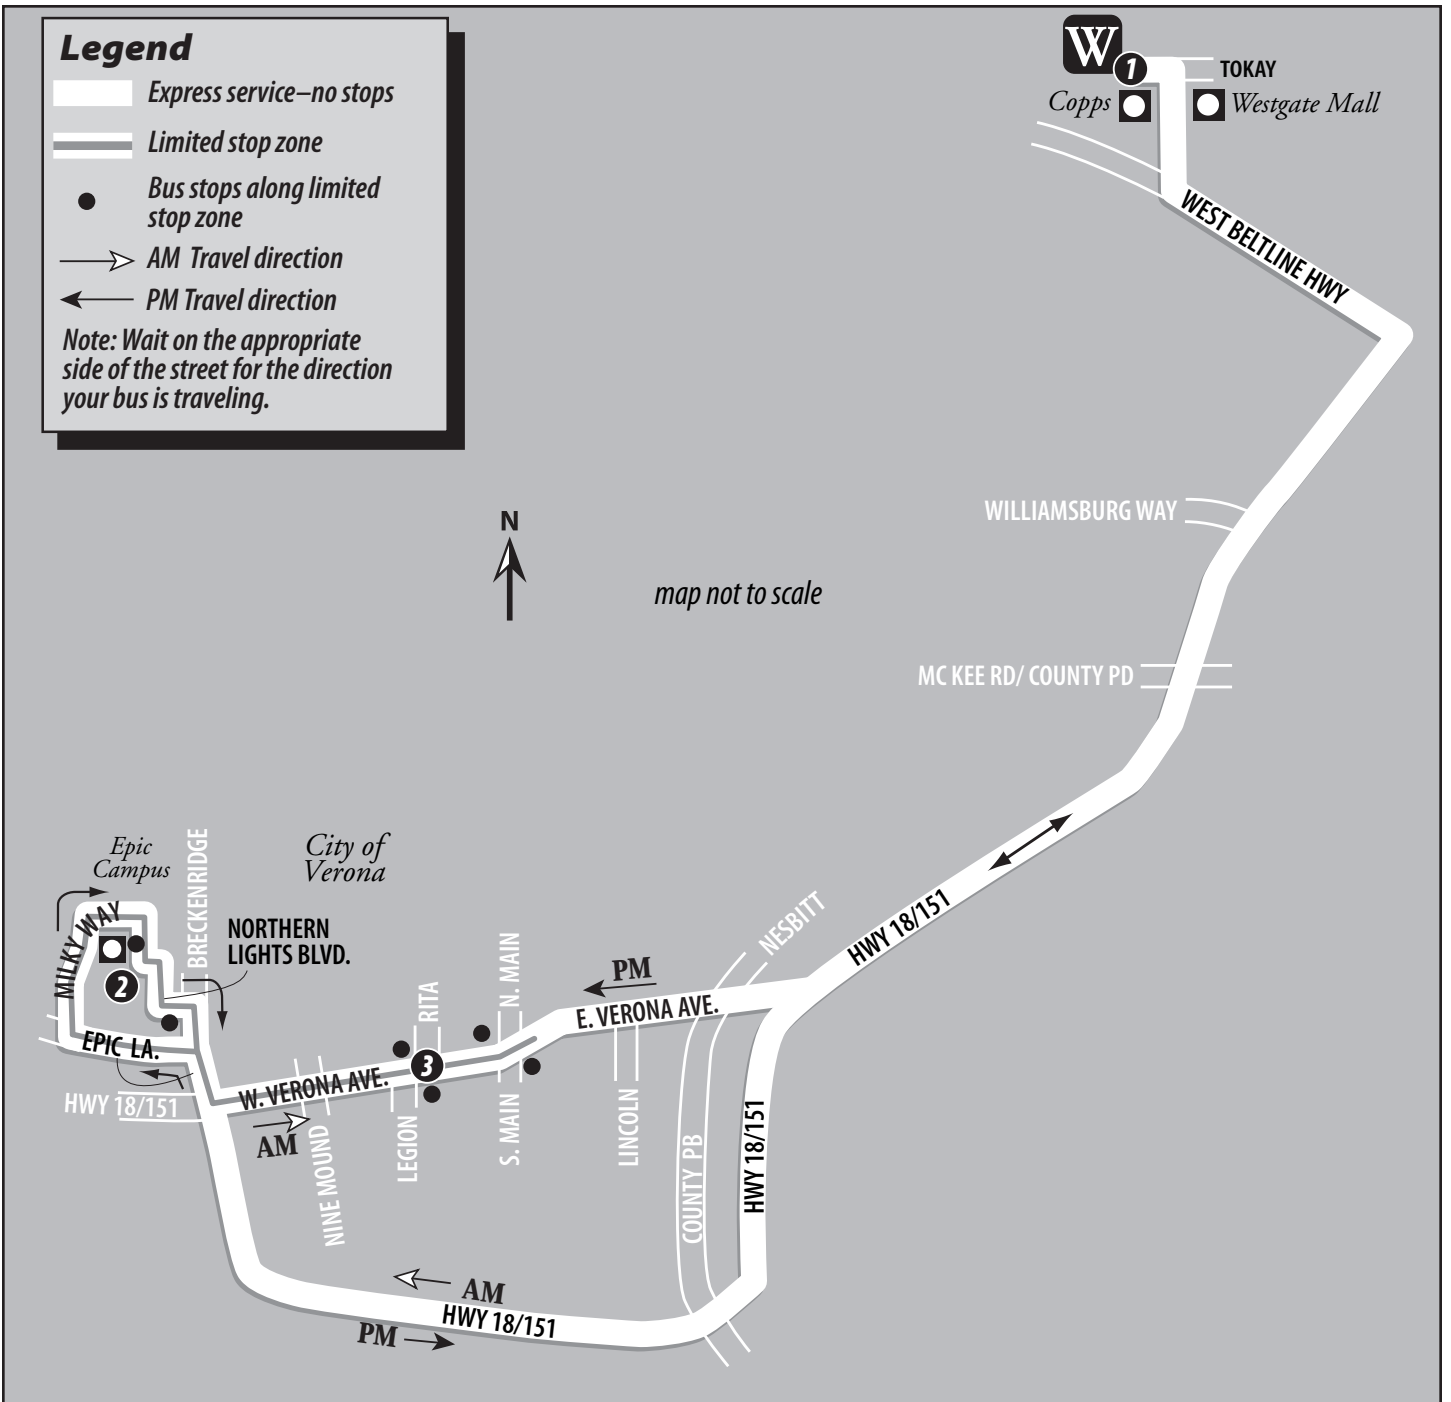 Legend
Express service–no stops
Limited stop zone
Bus stops along limited
stop zone
AM Travel direction
PM Travel direction
Note: Wait on the appropriate
side of the street for the direction
your bus is traveling.
W
1
TOKAY
Copps
Westgate Mall
WEST BELTLINE HWY
WILLIAMSBURG WAY
N
map not to scale
MC KEE RD/ COUNTY PD
Epic
Campus
City of
Verona
BRECKENRIDGE
MILKY WAY
NORTHERN
LIGHTS BLVD.
2
EPIC LA.
HWY 18/151
W. VERONA AVE.
AM
NINE MOUND
LEGION
RITA
3
N. MAIN
S. MAIN
PM
E. VERONA AVE.
LINCOLN
COUNTY PB
NESBITT
HWY 18/151
HWY 18/151
AM
HWY 18/151
PM